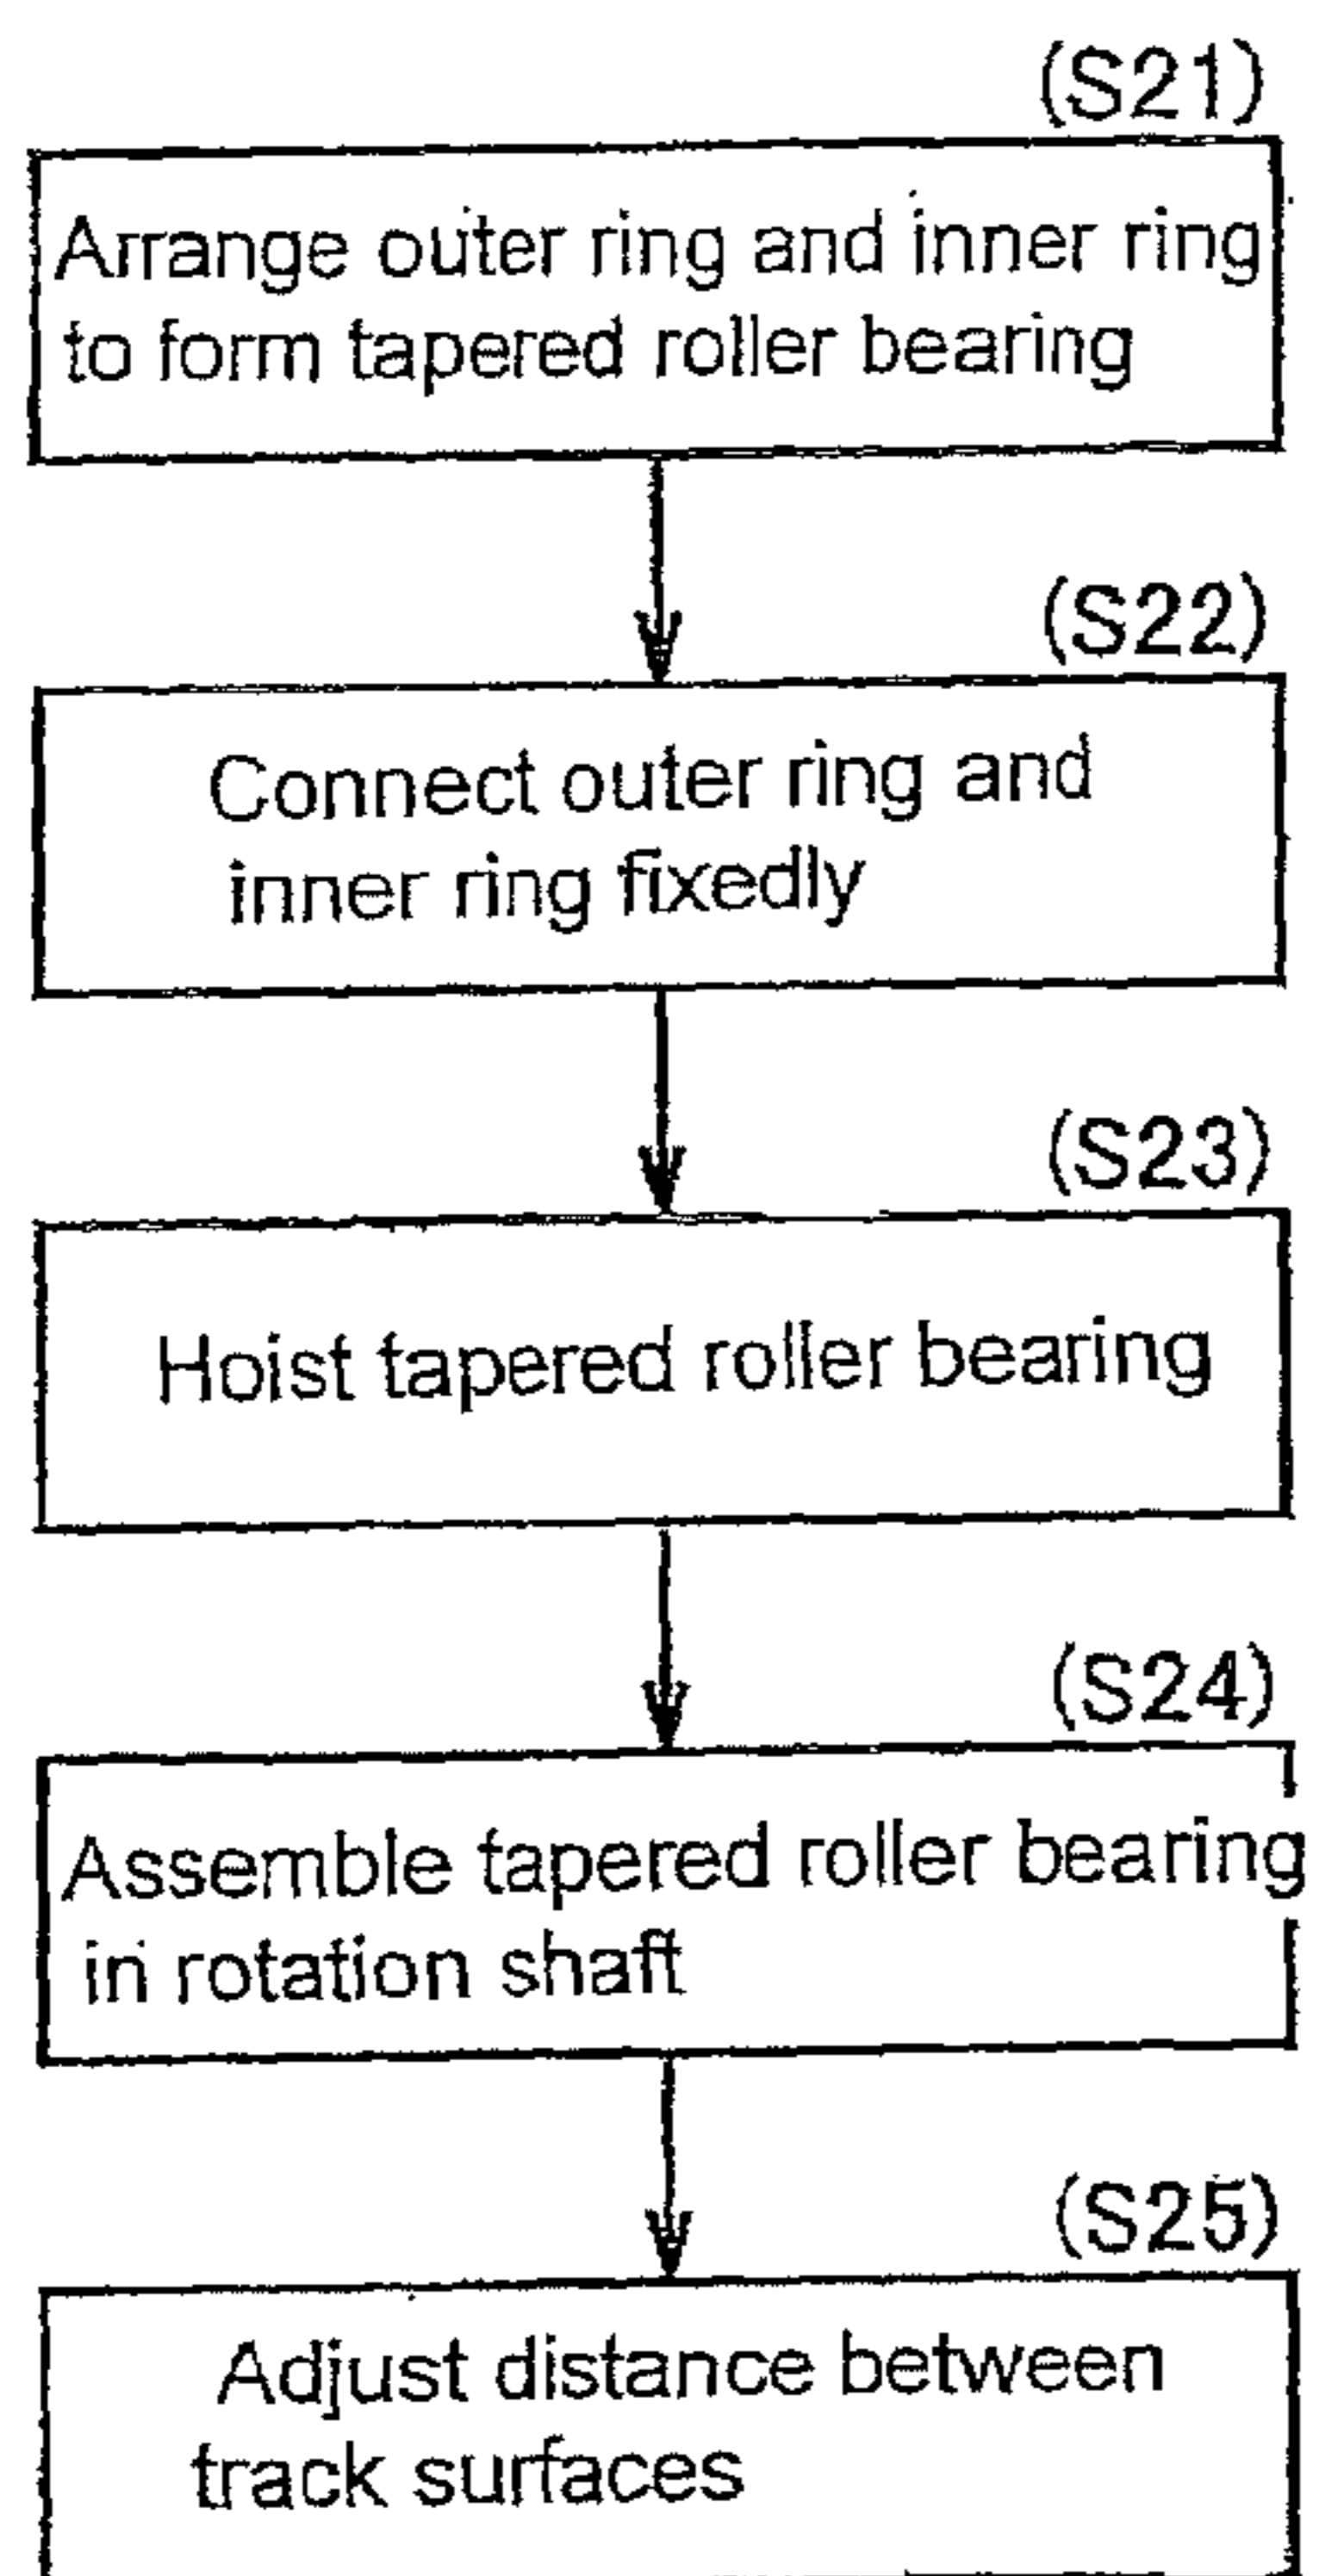 (S21)
Arrange outer ring and inner ring
to form tapered roller bearing
(S22)
Connect outer ring and
inner ring fixedly
(S23)
Hoist tapered roller bearing
(S24)
Assemble tapered roller bearing
in rotation shaft
(S25)
Adjust distance between
track surfaces